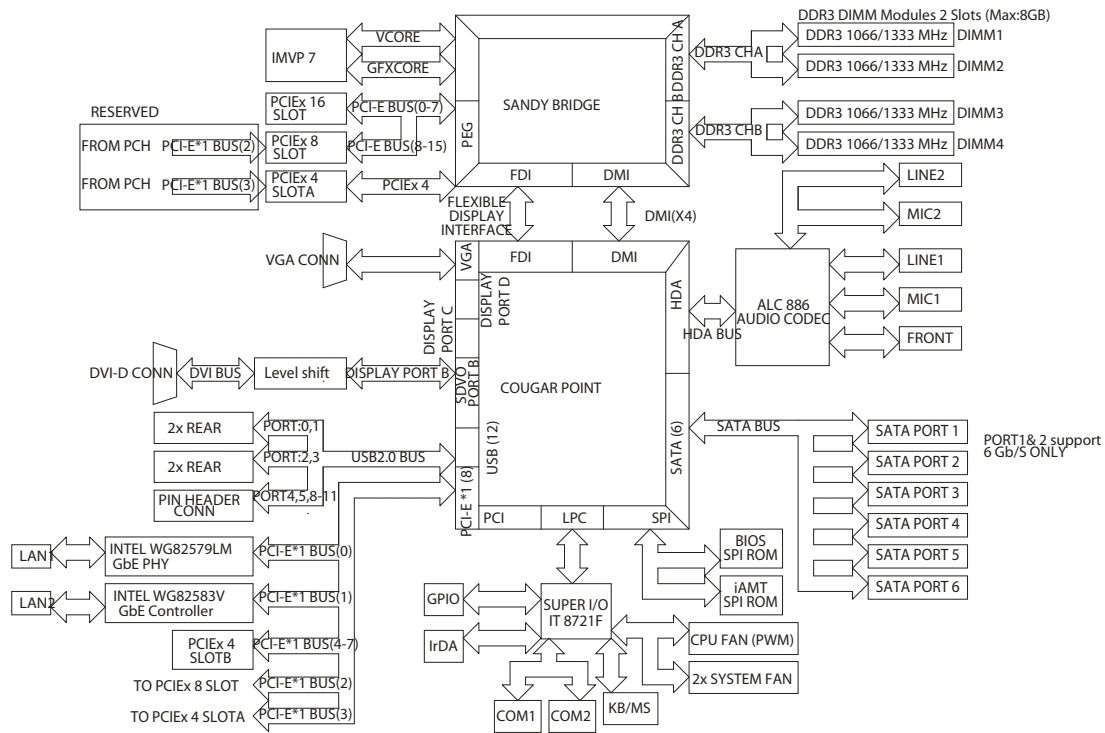 DDR3 DIMM Modules 2 Slots (Max:8GB)
IMVP 7
VCORE
GFXCORE
SANDY BRIDGE
DDR3 CH A
DDR3 CH B
DDR3 CHA
DDR3 1066/1333 MHz DIMM1
DDR3 1066/1333 MHz DIMM2
DDR3 CHB
DDR3 1066/1333 MHz DIMM3
DDR3 1066/1333 MHz DIMM4
RESERVED
PCIEx 16
SLOT
PCI-E BUS(0-7)
PEG
FROM PCH
PCI-E*1 BUS(2)
PCIEx 8
SLOT
PCI-E BUS(8-15)
FROM PCH
PCI-E*1 BUS(3)
PCIEx 4
SLOTA
PCIEx 4
FDI
DMI
FLEXIBLE
DISPLAY
INTERFACE
DMI(X4)
LINE2
MIC2
VGA CONN
VGA
FDI
DMI
HDA
HDA BUS
ALC 886
AUDIO CODEC
LINE1
MIC1
FRONT
DISPLAY
PORT D
DISPLAY
PORT C
DVI-D CONN
DVI BUS
Level shift
DISPLAY PORT B
SDVO
PORT B
COUGAR POINT
2x REAR
PORT:0,1
2x REAR
PORT:2,3
USB2.0 BUS
USB (12)
PIN HEADER
CONN
PORT4,5,8-11
PCI-E *1 (8)
SATA (6)
SATA BUS
SATA PORT 1
SATA PORT 2
SATA PORT 3
SATA PORT 4
SATA PORT 5
SATA PORT 6
PORT1& 2 support
6 Gb/S ONLY
PCI
LPC
SPI
LAN1
INTEL WG82579LM
GbE PHY
PCI-E*1 BUS(0)
LAN2
INTEL WG82583V
GbE Controller
PCI-E*1 BUS(1)
PCIEx 4
SLOTB
PCI-E*1 BUS(4-7)
TO PCIEx 8 SLOT
PCI-E*1 BUS(2)
TO PCIEx 4 SLOTA
PCI-E*1 BUS(3)
BIOS
SPI ROM
iAMT
SPI ROM
GPIO
IrDA
SUPER I/O
IT 8721F
CPU FAN (PWM)
2x SYSTEM FAN
COM1
COM2
KB/MS